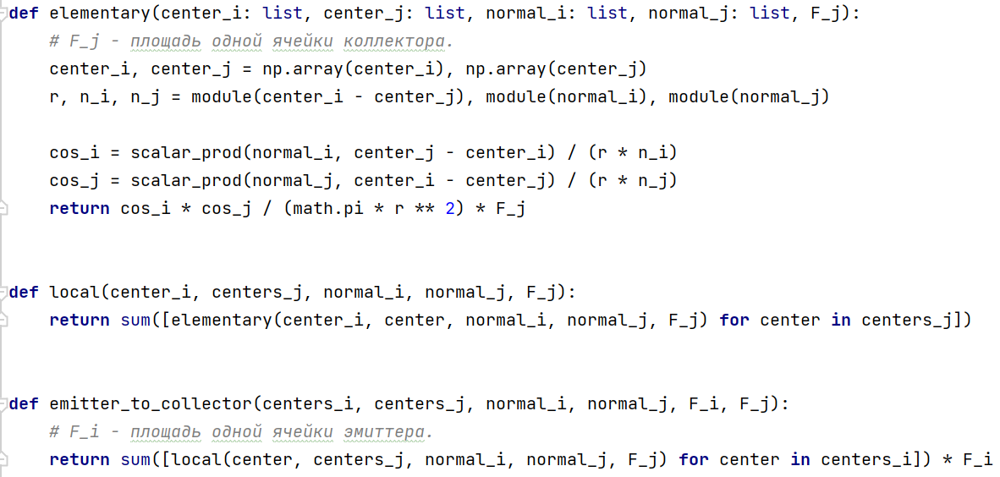 def elementary(center_i: list, center_j: list, normal_i: list, normal_j: list, F_j):
    # F_j - площадь одной ячейки коллектора.
    center_i, center_j = np.array(center_i), np.array(center_j)
    r, n_i, n_j = module(center_i - center_j), module(normal_i), module(normal_j)
    cos_i = scalar_prod(normal_i, center_j - center_i) / (r * n_i)
    cos_j = scalar_prod(normal_j, center_i - center_j) / (r * n_j)
    return cos_i * cos_j / (math.pi * r ** 2) * F_j
def local(center_i, centers_j, normal_i, normal_j, F_j):
    return sum([elementary(center_i, center, normal_i, normal_j, F_j) for center in centers_j])
def emitter_to_collector(centers_i, centers_j, normal_i, normal_j, F_i, F_j):
    # F_i - площадь одной ячейки эмиттера.
    return sum([local(center, centers_j, normal_i, normal_j, F_j) for center in centers_i]) * F_i